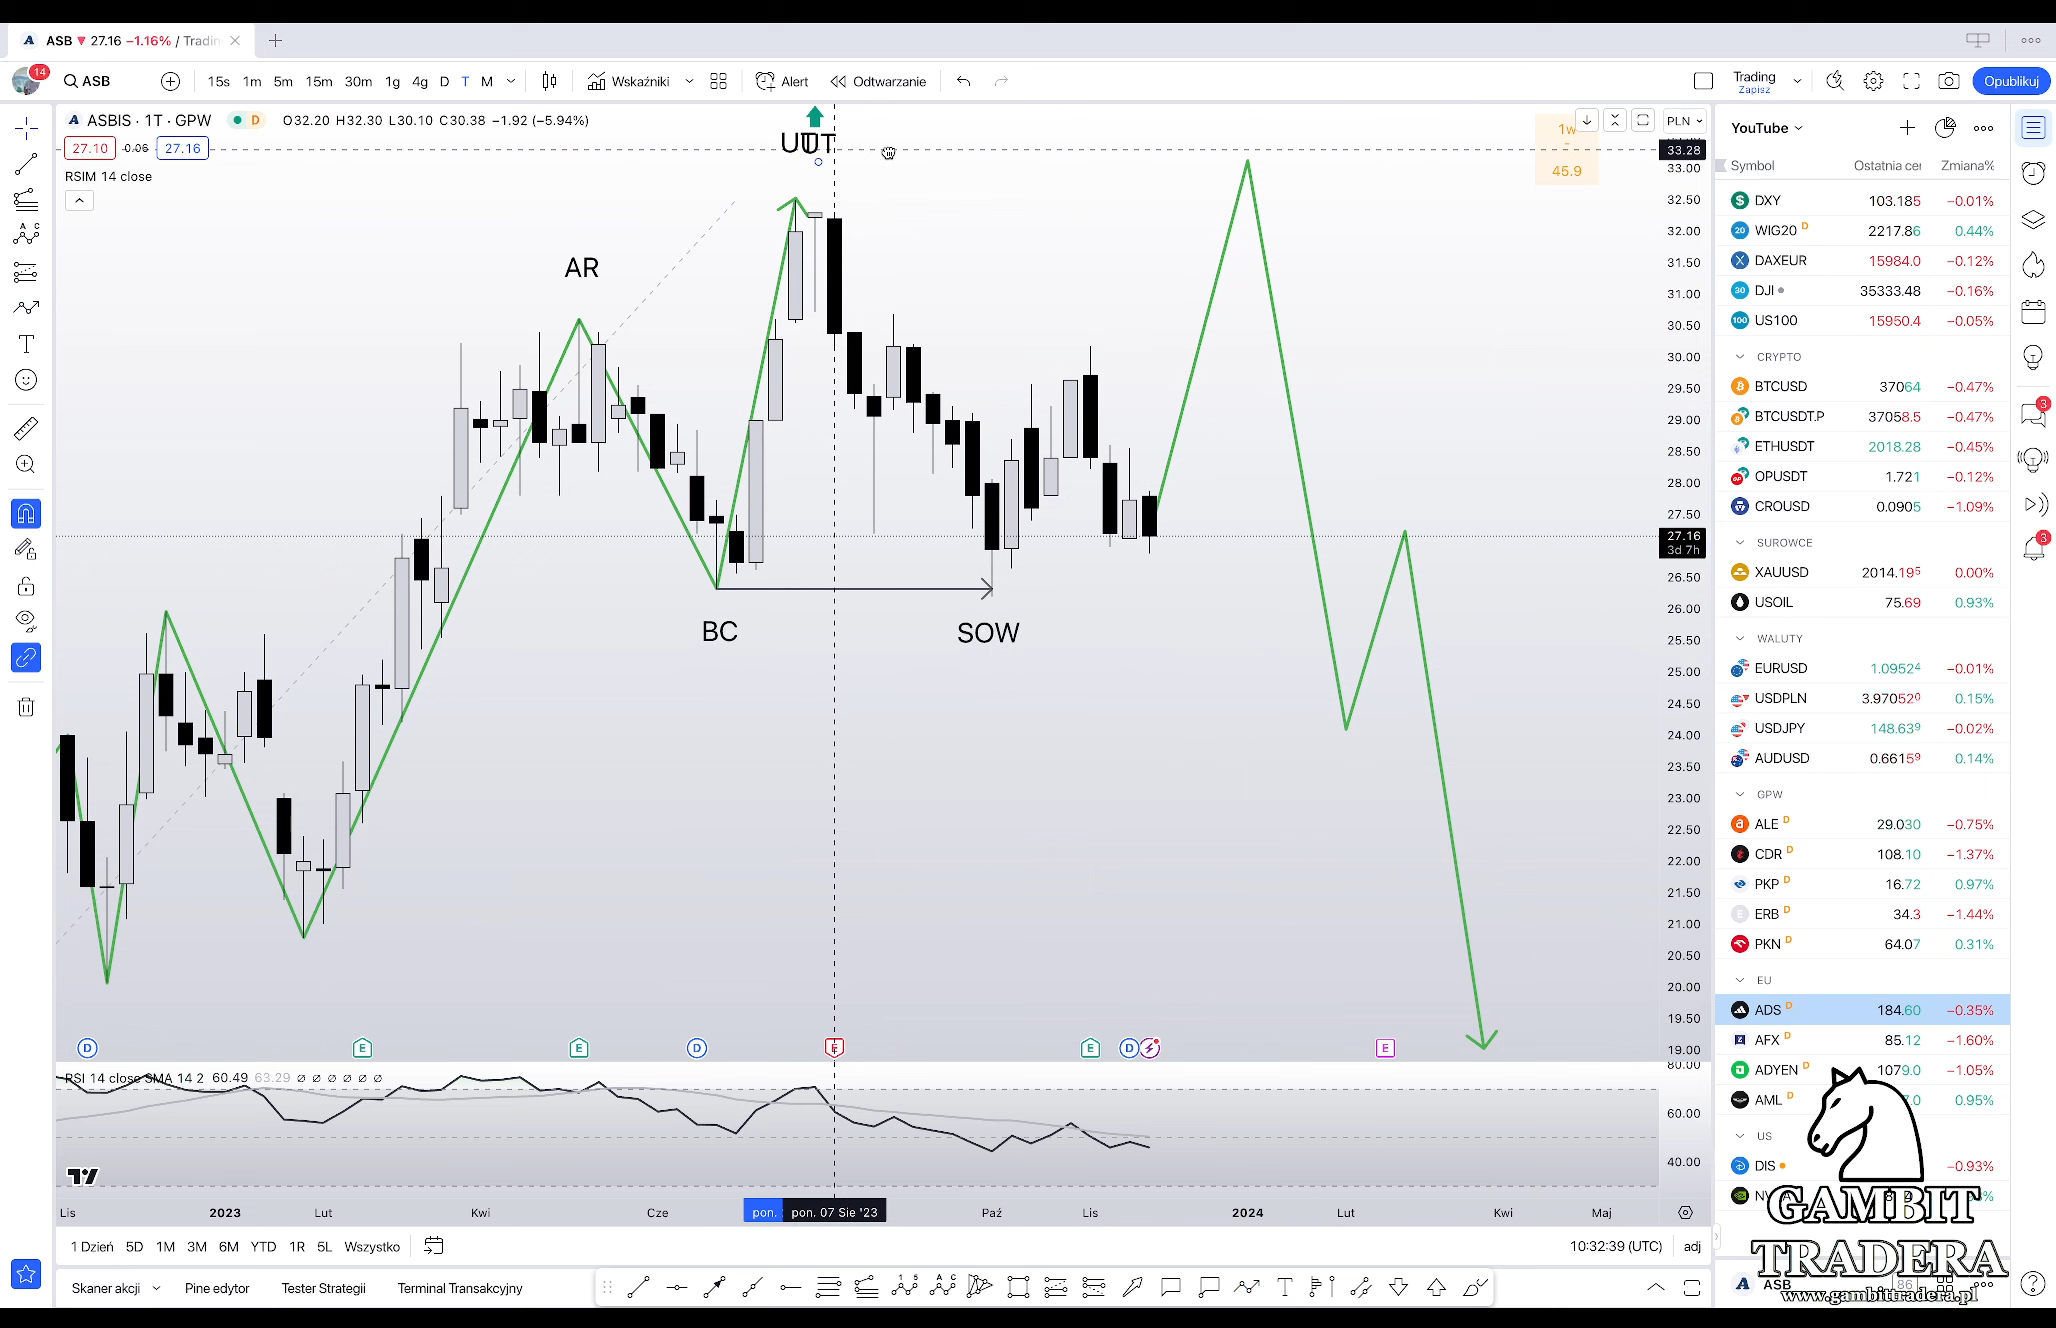 ASB 27.16 −1.16% / Tradin
14
ASB
15s 1m 5m 15m 30m 1g 4g D T M
Wskaźniki
Alert
Odtwarzanie
Trading
Zapisz
Opublikuj
ASBIS · 1T · GPW D O32.20 H32.30 L30.10 C30.38 −1.92 (−5.94%)
27.10 0.06 27.16
RSIM 14 close
1w
-
45.9
PLN
AR
BC
SOW
33.28
33.00
32.50
32.00
31.50
31.00
30.50
30.00
29.50
29.00
28.50
28.00
27.50
27.16
3d 7h
26.50
26.00
25.50
25.00
24.50
24.00
23.50
23.00
22.50
22.00
21.50
21.00
20.50
20.00
19.50
19.00
D E E D E E D E
RSI 14 close SMA 14 2 60.49 63.29 ∅ ∅ ∅ ∅ ∅ ∅
80.00
60.00
40.00
Lis 2023 Lut Kwi Cze pon. pon. 07 Sie '23 Paź Lis 2024 Lut Kwi Maj
1 Dzień 5D 1M 3M 6M YTD 1R 5L Wszystko
10:32:39 (UTC) adj
Skaner akcji Pine edytor Tester Strategii Terminal Transakcyjny
YouTube
Symbol Ostatnia cer Zmiana%
DXY 103.185 −0.01%
WIG20 D 2217.86 0.44%
DAXEUR 15984.0 −0.12%
DJI 35333.48 −0.16%
US100 15950.4 −0.05%
CRYPTO
BTCUSD 37064 −0.47%
BTCUSDT.P 37058.5 −0.47%
ETHUSDT 2018.28 −0.45%
OPUSDT 1.721 −0.12%
CROUSD 0.0905 −1.09%
SUROWCE
XAUUSD 2014.195 0.00%
USOIL 75.69 0.93%
WALUTY
EURUSD 1.09524 −0.01%
USDPLN 3.970520 0.15%
USDJPY 148.639 −0.02%
AUDUSD 0.66159 0.14%
GPW
ALE D 29.030 −0.75%
CDR D 108.10 −1.37%
PKP D 16.72 0.97%
ERB D 34.3 −1.44%
PKN D 64.07 0.31%
EU
ADS D 184.60 −0.35%
AFX D 85.12 −1.60%
ADYEN D 1079.0 −1.05%
AML D 0.95%
US
DIS −0.93%
GAMBIT
TRADERA
ASB
www.gambittradera.pl
3
3